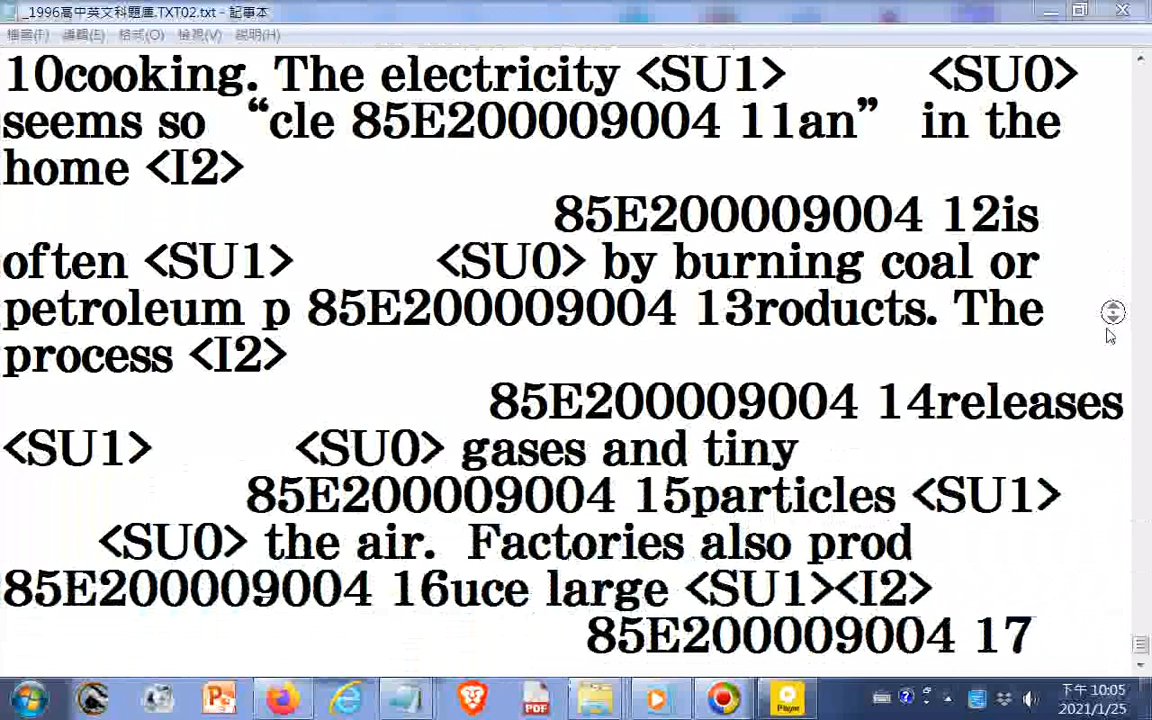 _1996高中英文科題庫.TXT02.txt - 記事本
檔案(F) 編輯(E) 格式(O) 檢視(V) 說明(H)
10cooking. The electricity <SU1> <SU0>
seems so “cle 85E200009004 11an” in the
home <I2>
85E200009004 12is
often <SU1> <SU0> by burning coal or
petroleum p 85E200009004 13roducts. The
process <I2>
85E200009004 14releases
<SU1> <SU0> gases and tiny
85E200009004 15particles <SU1>
<SU0> the air. Factories also prod
85E200009004 16uce large <SU1><I2>
85E200009004 17
PDF
Player
下午 10:05
2021/1/25